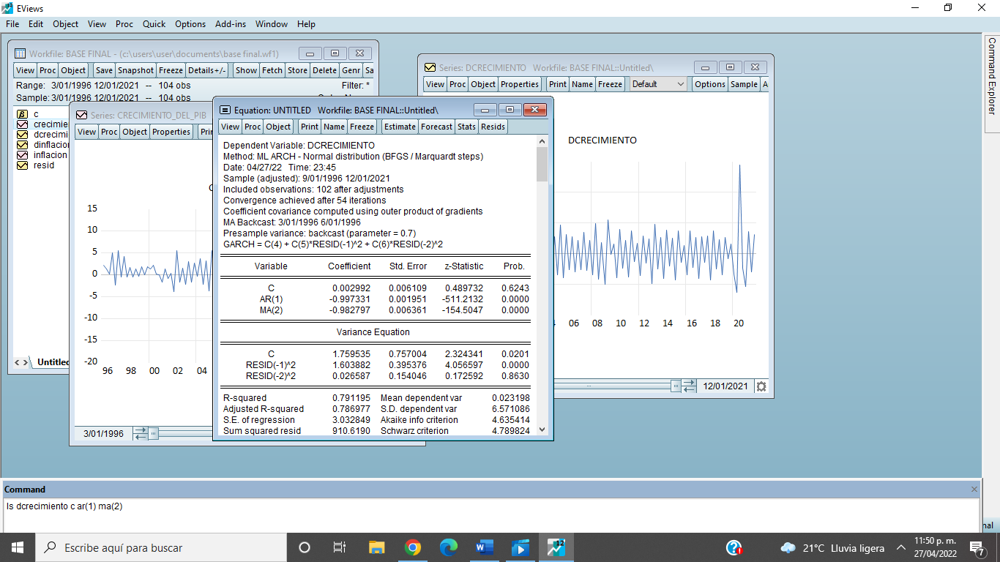 EViews
File Edit Object View Proc Quick Options Add-ins Window Help
Workfile: BASE FINAL - (c:\users\user\documents\base final.wf1)
View Proc Object Save Snapshot Freeze Details+/- Show Fetch Store Delete Genr Sa
Range: 3/01/1996 12/01/2021 -- 104 obs Filter: *
Sample: 3/01/1996 12/01/2021 -- 104 obs
c
crecimie
dcrecimi
dinflacion
inflacion
resid
Untitled
Series: CRECIMIENTO_DEL_PIB
View Proc Object Properties Prin
C
15
10
5
0
-5
-10
-15
-20
96 98 00 02 04
3/01/1996
Equation: UNTITLED Workfile: BASE FINAL::Untitled\
View Proc Object Print Name Freeze Estimate Forecast Stats Resids
Dependent Variable: DCRECIMIENTO
Method: ML ARCH - Normal distribution (BFGS / Marquardt steps)
Date: 04/27/22 Time: 23:45
Sample (adjusted): 9/01/1996 12/01/2021
Included observations: 102 after adjustments
Convergence achieved after 54 iterations
Coefficient covariance computed using outer product of gradients
MA Backcast: 3/01/1996 6/01/1996
Presample variance: backcast (parameter = 0.7)
GARCH = C(4) + C(5)*RESID(-1)^2 + C(6)*RESID(-2)^2
Variable Coefficient Std. Error z-Statistic Prob.
C 0.002992 0.006109 0.489732 0.6243
AR(1) -0.997331 0.001951 -511.2132 0.0000
MA(2) -0.982797 0.006361 -154.5047 0.0000
Variance Equation
C 1.759535 0.757004 2.324341 0.0201
RESID(-1)^2 1.603882 0.395376 4.056597 0.0000
RESID(-2)^2 0.026587 0.154046 0.172592 0.8630
R-squared 0.791195 Mean dependent var 0.023198
Adjusted R-squared 0.786977 S.D. dependent var 6.571086
S.E. of regression 3.032849 Akaike info criterion 4.635414
Sum squared resid 910.6190 Schwarz criterion 4.789824
Series: DCRECIMIENTO Workfile: BASE FINAL::Untitled\
View Proc Object Properties Print Name Freeze Default Options Sample A
DCRECIMIENTO
06 08 10 12 14 16 18 20
12/01/2021
Command Explorer
Command
ls dcrecimiento c ar(1) ma(2)
nal
Escribe aquí para buscar
12
21°C Lluvia ligera
11:50 p. m.
27/04/2022
7